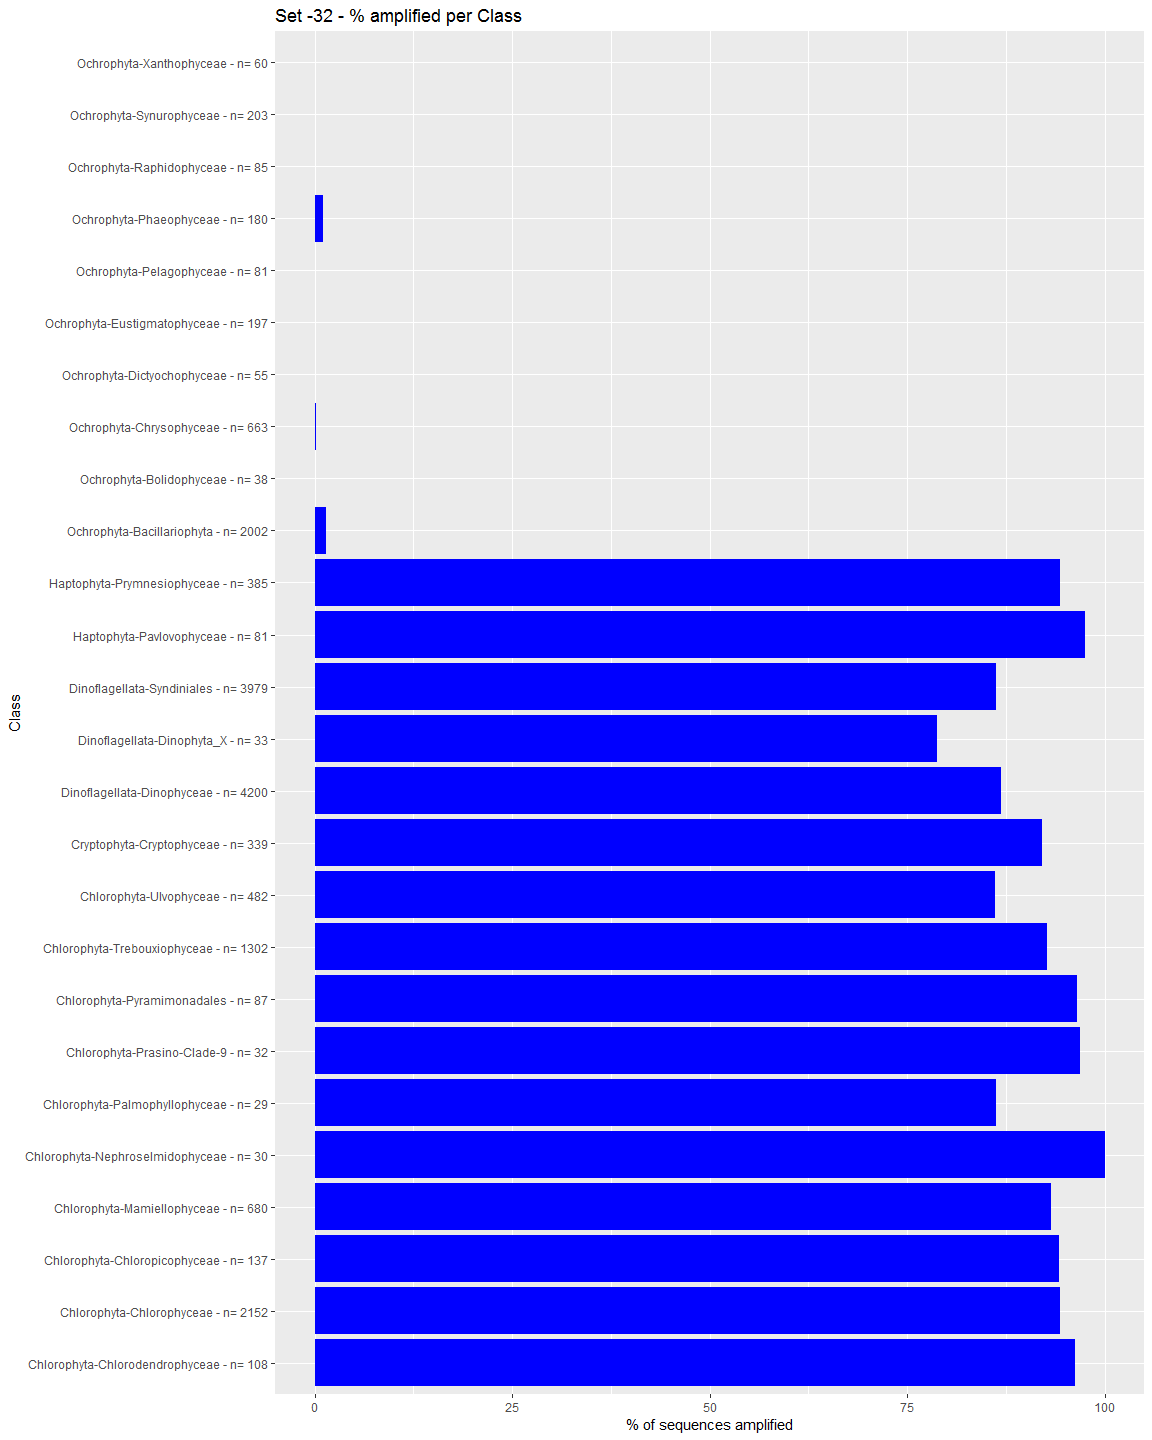 Set -32 - % amplified per Class
Ochrophyta-Xanthophyceae - n= 60
Ochrophyta-Synurophyceae - n= 203
Ochrophyta-Raphidophyceae - n= 85
Ochrophyta-Phaeophyceae - n= 180
Ochrophyta-Pelagophyceae - n= 81
Ochrophyta-Eustigmatophyceae - n= 197
Ochrophyta-Dictyochophyceae - n= 55
Ochrophyta-Chrysophyceae - n= 663
Ochrophyta-Bolidophyceae - n= 38
Ochrophyta-Bacillariophyta - n= 2002
Haptophyta-Prymnesiophyceae - n= 385
Haptophyta-Pavlovophyceae - n= 81
Dinoflagellata-Syndiniales - n= 3979
Dinoflagellata-Dinophyta_X - n= 33
Dinoflagellata-Dinophyceae - n= 4200
Cryptophyta-Cryptophyceae - n= 339
Chlorophyta-Ulvophyceae - n= 482
Chlorophyta-Trebouxiophyceae - n= 1302
Chlorophyta-Pyramimonadales - n= 87
Chlorophyta-Prasino-Clade-9 - n= 32
Chlorophyta-Palmophyllophyceae - n= 29
Chlorophyta-Nephroselmidophyceae - n= 30
Chlorophyta-Mamiellophyceae - n= 680
Chlorophyta-Chloropicophyceae - n= 137
Chlorophyta-Chlorophyceae - n= 2152
Chlorophyta-Chlorodendrophyceae - n= 108
Class
0 25 50 75 100
% of sequences amplified